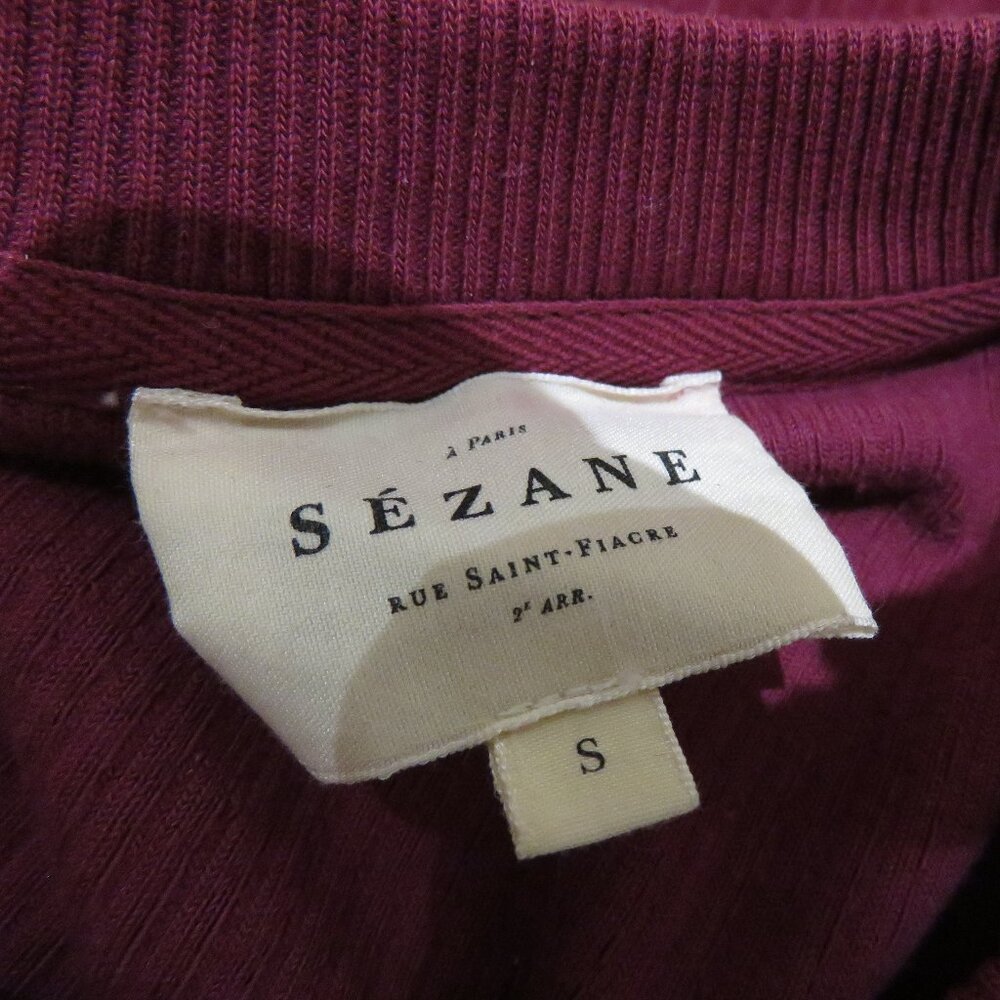 À PARIS
SÉZANE
RUE SAINT-FIACRE
2E ARR.
S